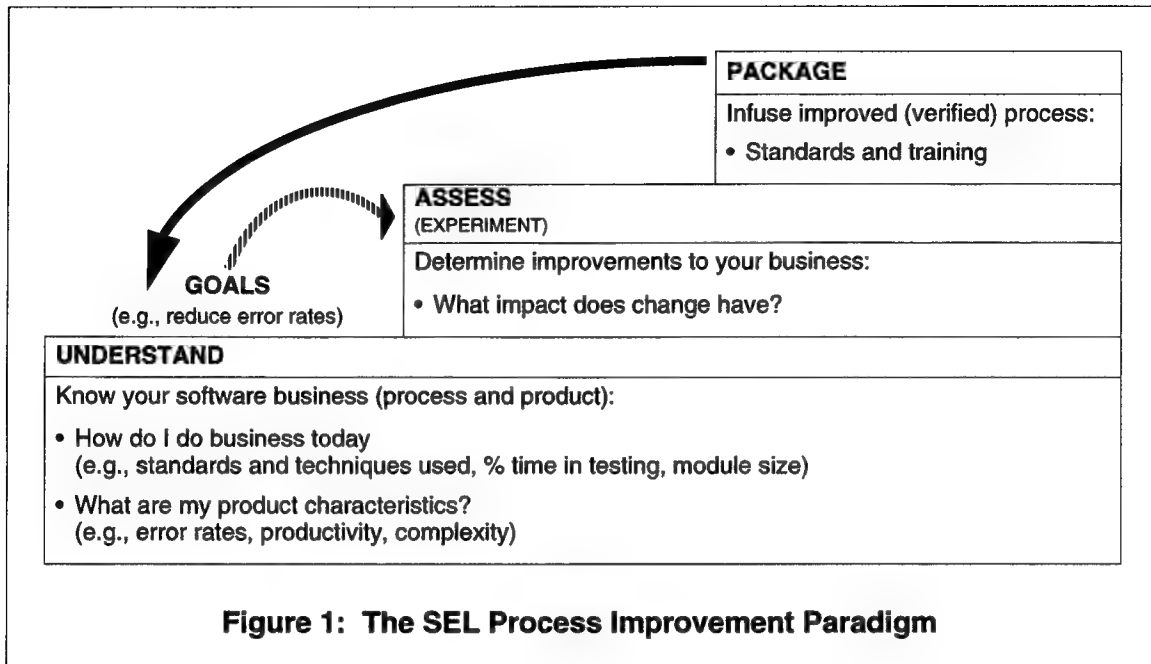 PACKAGE
Infuse improved (verified) process:
• Standards and training
ASSESS
(EXPERIMENT)
Determine improvements to your business:
• What impact does change have?
GOALS
(e.g., reduce error rates)
UNDERSTAND
Know your software business (process and product):
• How do I do business today
(e.g., standards and techniques used, % time in testing, module size)
• What are my product characteristics?
(e.g., error rates, productivity, complexity)
Figure 1: The SEL Process Improvement Paradigm